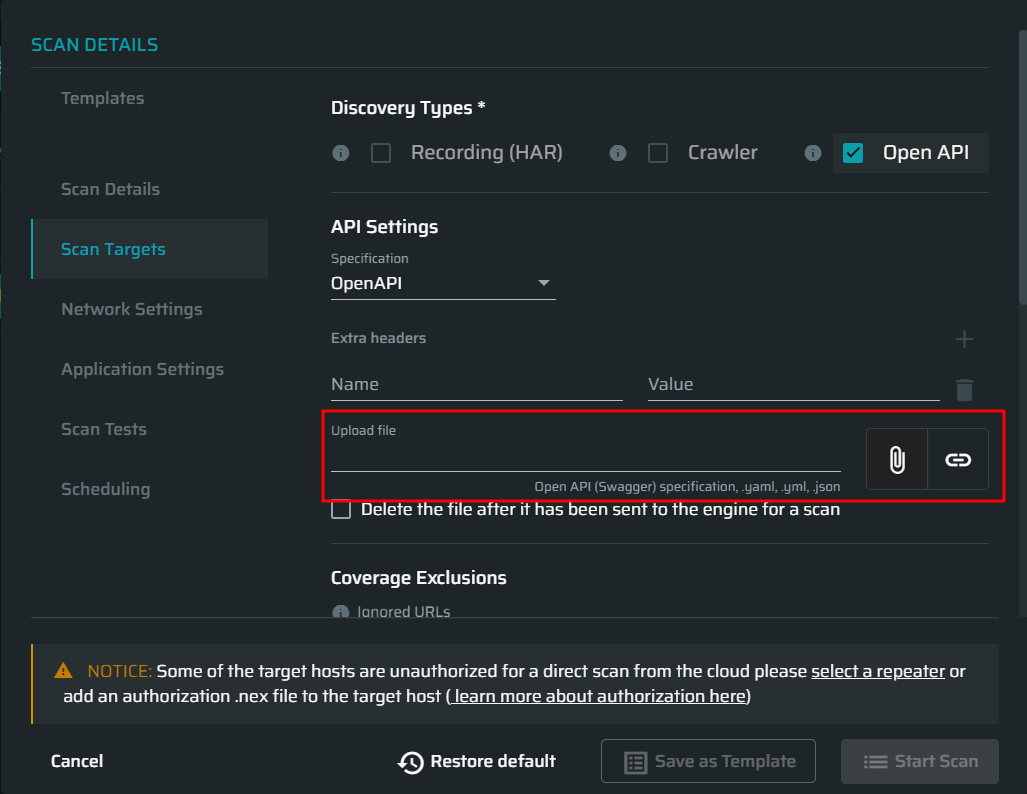 SCAN DETAILS
Templates
Scan Details
Scan Targets
Network Settings
Application Settings
Scan Tests
Scheduling
Discovery Types *
Recording (HAR)
Crawler
Open API
API Settings
Specification
OpenAPI
Extra headers
Name
Value
Upload file
Open API (Swagger) specification, .yaml, .yml, .json
Delete the file after it has been sent to the engine for a scan
Coverage Exclusions
Ignored URLs
NOTICE: Some of the target hosts are unauthorized for a direct scan from the cloud please select a repeater or
add an authorization .nex file to the target host ( learn more about authorization here)
Cancel
Restore default
Save as Template
Start Scan